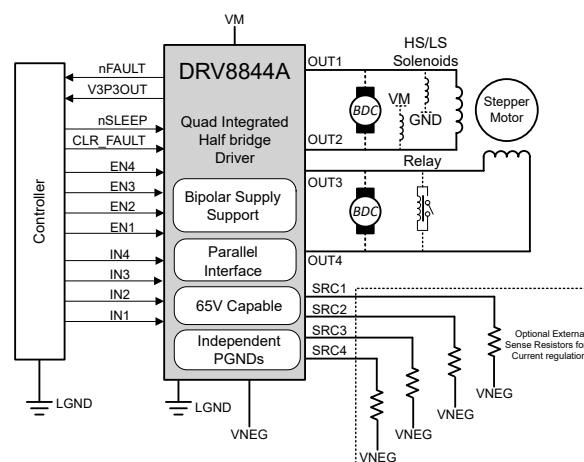 VM
DRV8844A
Quad Integrated
Half bridge
Driver
Bipolar Supply
Support
Parallel
Interface
65V Capable
Independent
PGNDs
Controller
nFAULT
V3P3OUT
nSLEEP
CLR_FAULT
EN4
EN3
EN2
EN1
IN4
IN3
IN2
IN1
LGND
LGND
VNEG
OUT1
OUT2
OUT3
OUT4
SRC1
SRC2
SRC3
SRC4
HS/LS
Solenoids
BDC
VM
GND
Stepper
Motor
Relay
BDC
Optional External
Sense Resistors for
Current regulation
VNEG
VNEG
VNEG
VNEG